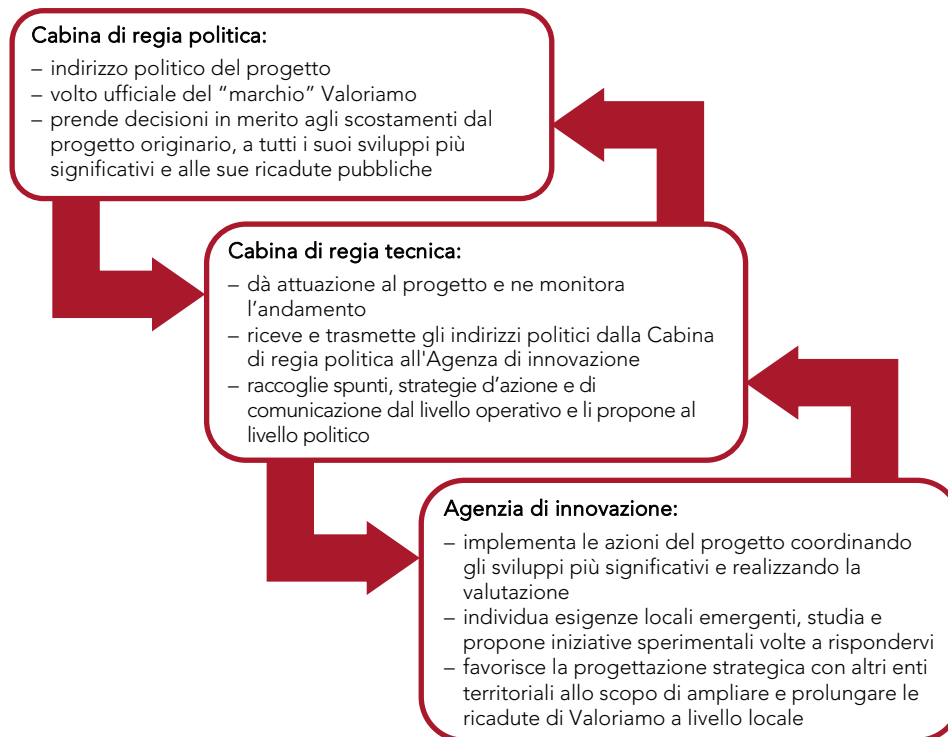 Cabina di regia politica:
– indirizzo politico del progetto
– volto ufficiale del “marchio” Valoriamo
– prende decisioni in merito agli scostamenti dal
progetto originario, a tutti i suoi sviluppi più
significativi e alle sue ricadute pubbliche
Cabina di regia tecnica:
– dà attuazione al progetto e ne monitora
l’andamento
– riceve e trasmette gli indirizzi politici dalla Cabina
di regia politica all'Agenza di innovazione
– raccoglie spunti, strategie d’azione e di
comunicazione dal livello operativo e li propone al
livello politico
Agenzia di innovazione:
– implementa le azioni del progetto coordinando
gli sviluppi più significativi e realizzando la
valutazione
– individua esigenze locali emergenti, studia e
propone iniziative sperimentali volte a rispondervi
– favorisce la progettazione strategica con altri enti
territoriali allo scopo di ampliare e prolungare le
ricadute di Valoriamo a livello locale